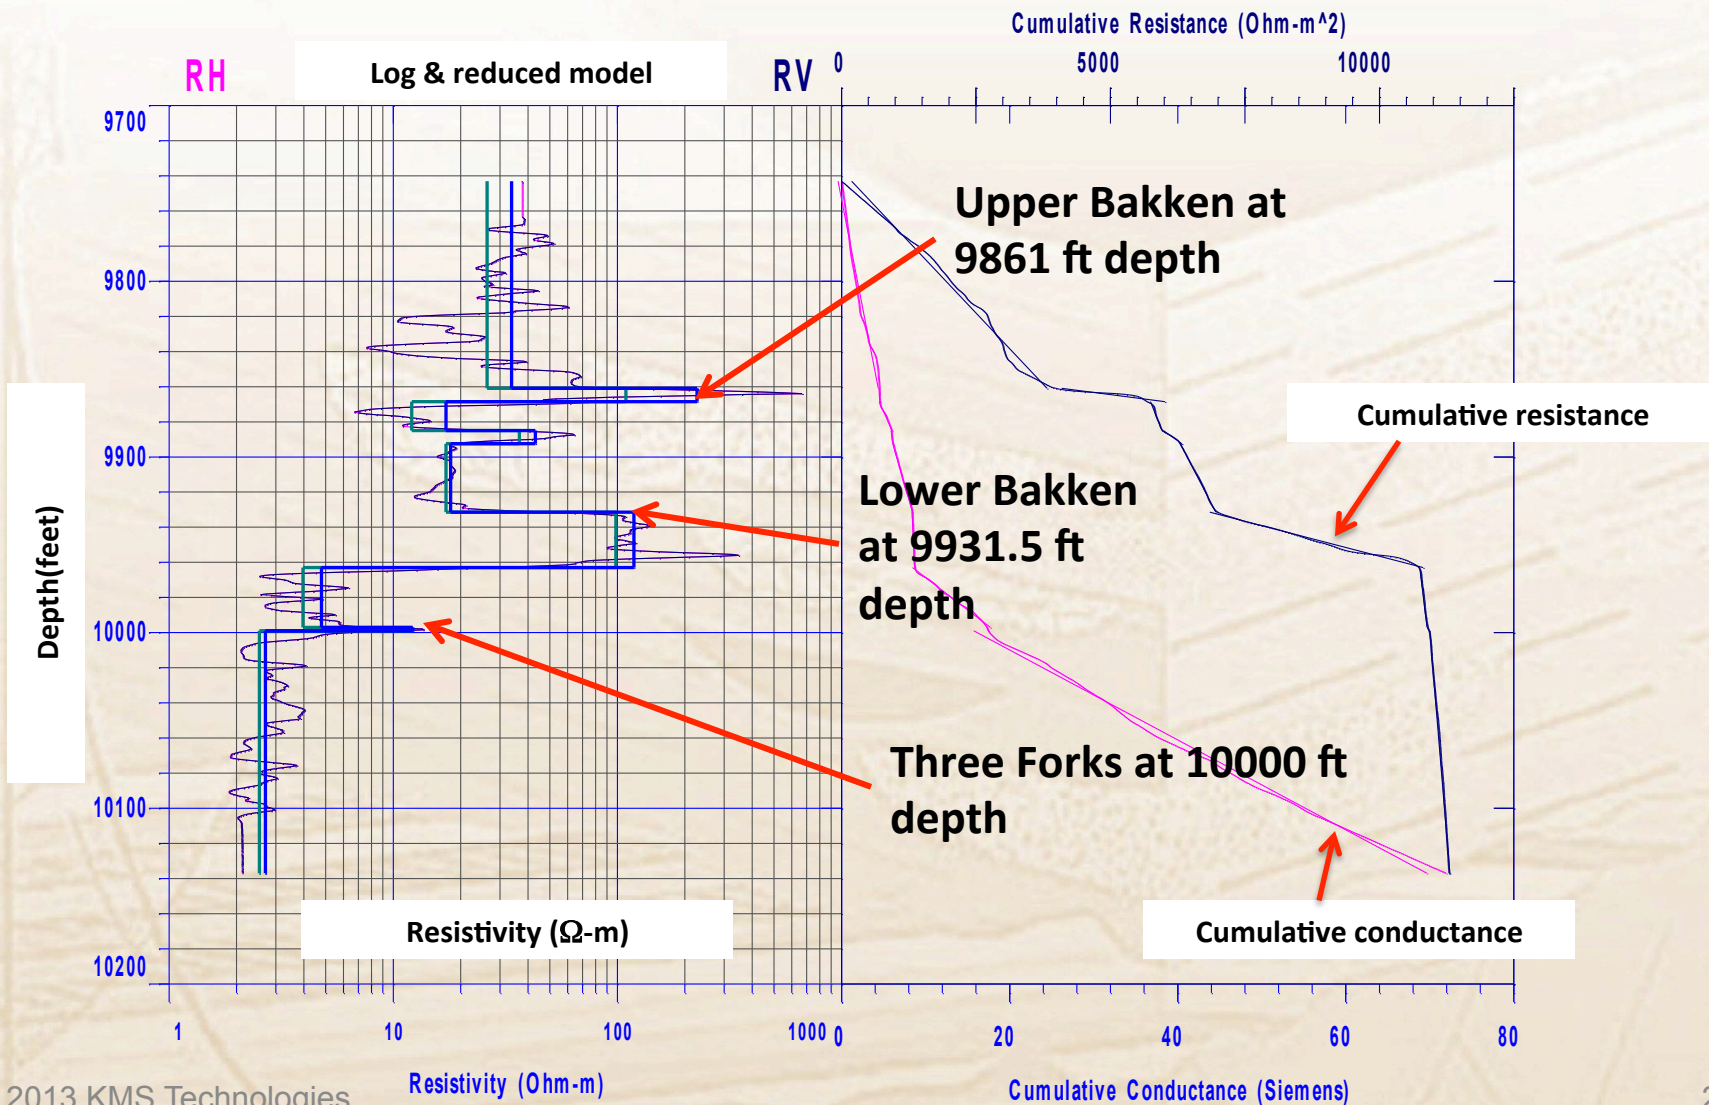 Cumulative Resistance (Ohm-m^2)
0 5000 10000
RH
Log & reduced model
RV
9700
9800
9900
10000
10100
10200
Depth(feet)
Upper Bakken at
9861 ft depth
Cumulative resistance
Lower Bakken
at 9931.5 ft
depth
Three Forks at 10000 ft
depth
Resistivity (Ω-m)
Cumulative conductance
1 10 100 1000
0 20 40 60 80
Resistivity (Ohm-m)
Cumulative Conductance (Siemens)
2013 KMS Technologies
2